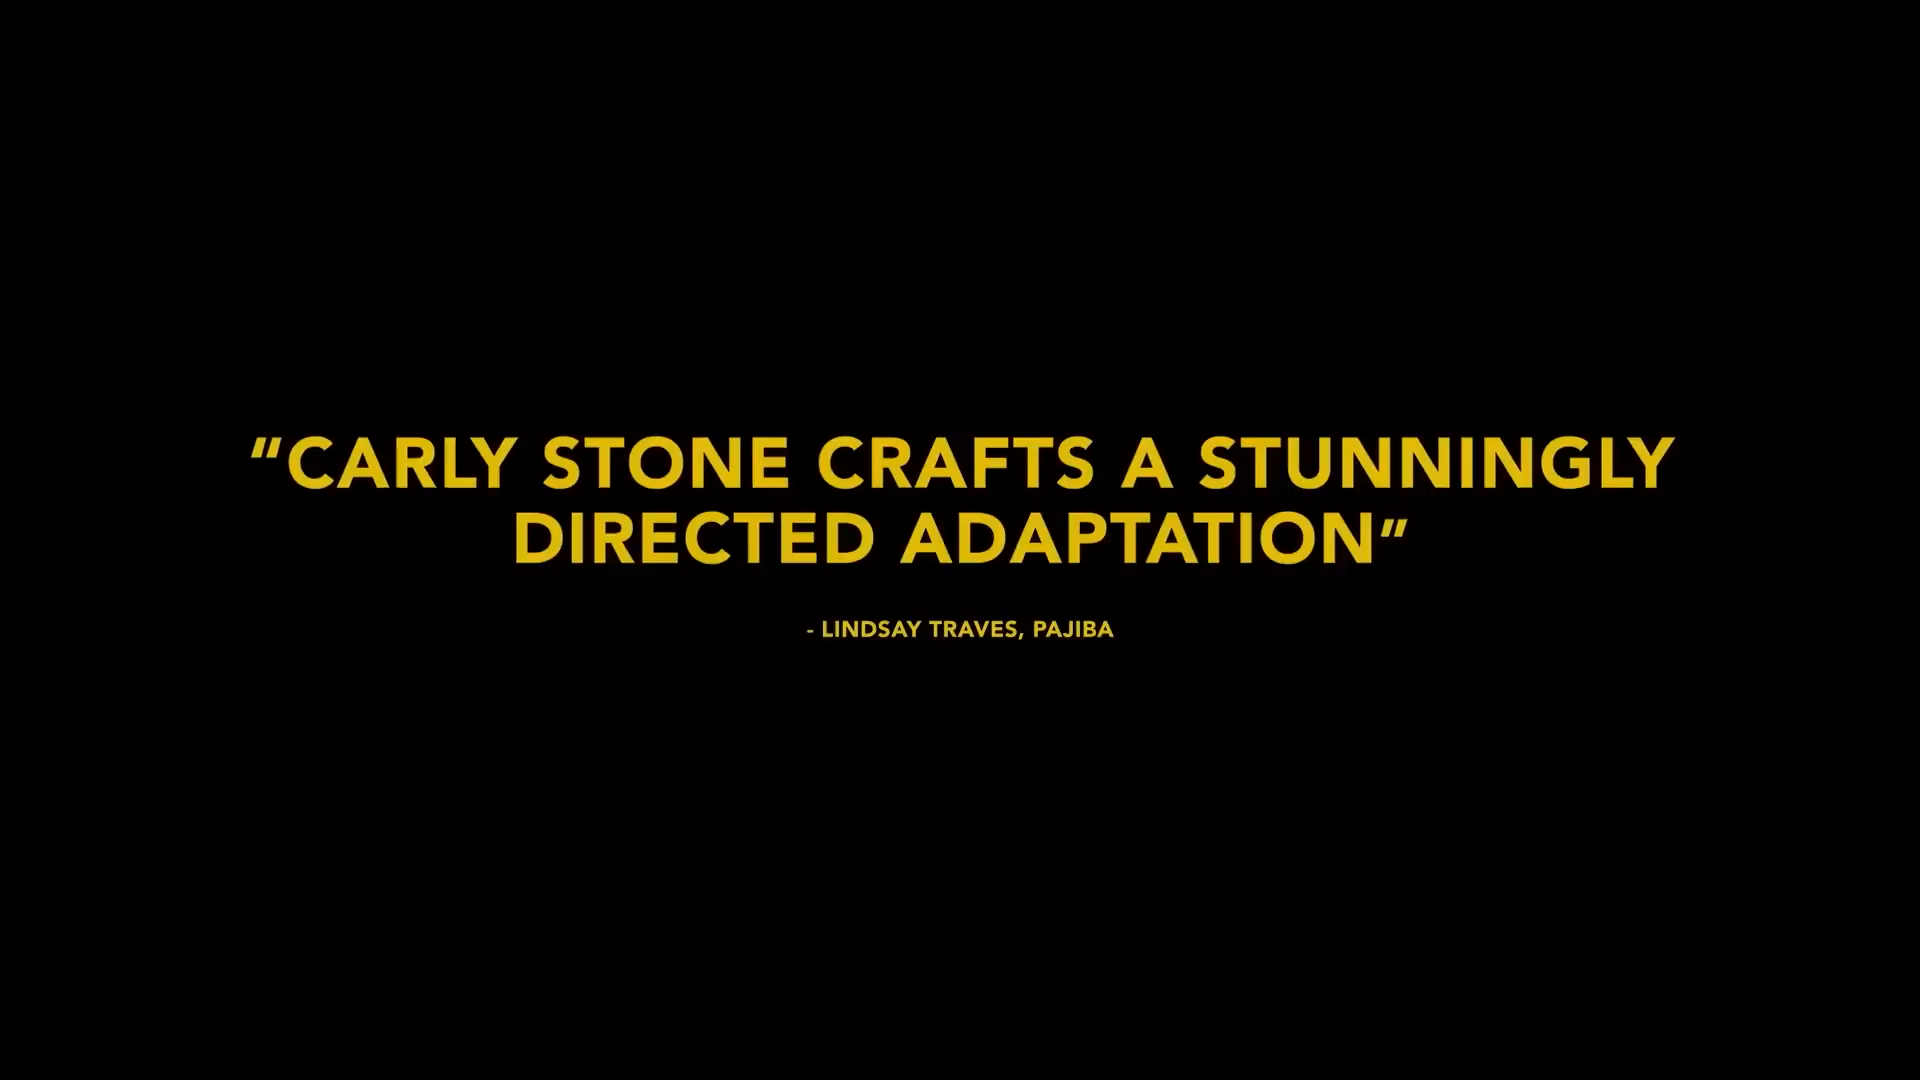 “CARLY STONE CRAFTS A STUNNINGLY
DIRECTED ADAPTATION”
- LINDSAY TRAVES, PAJIBA